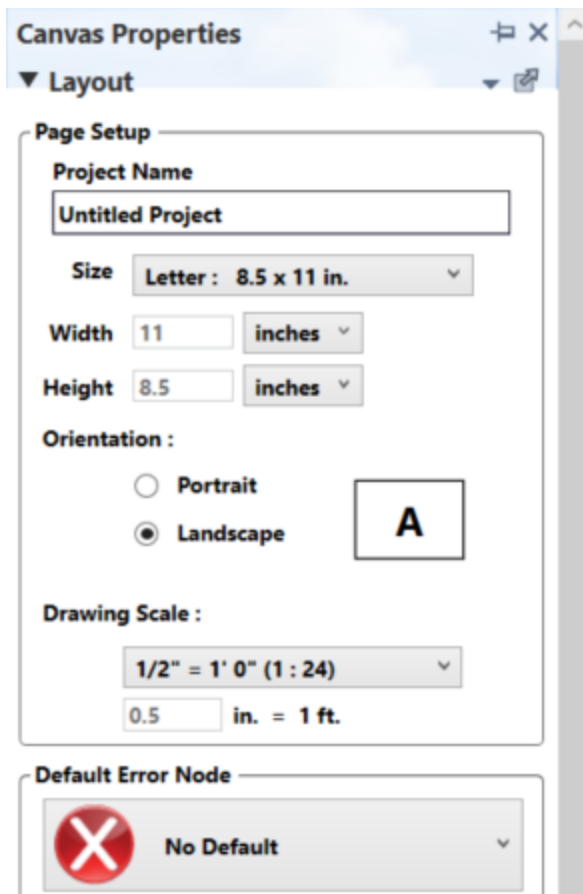 Canvas Properties
Layout
Page Setup
Project Name
Untitled Project
Size Letter : 8.5 x 11 in.
Width 11 inches
Height 8.5 inches
Orientation :
Portrait
Landscape
A
Drawing Scale :
1/2" = 1' 0" (1 : 24)
0.5 in. = 1 ft.
Default Error Node
No Default